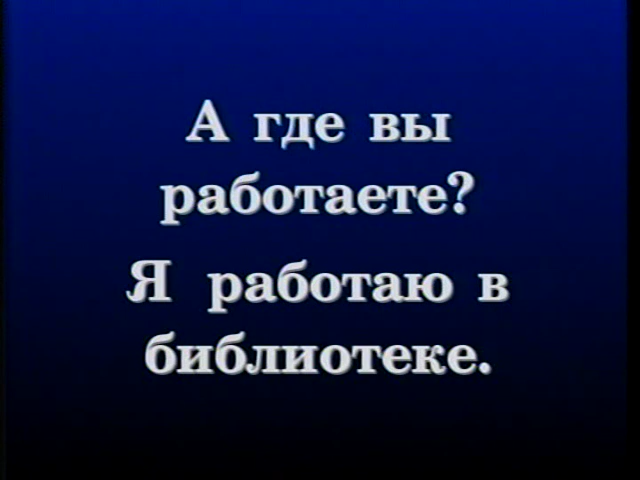 А где вы
работаете?
Я работаю в
библиотеке.